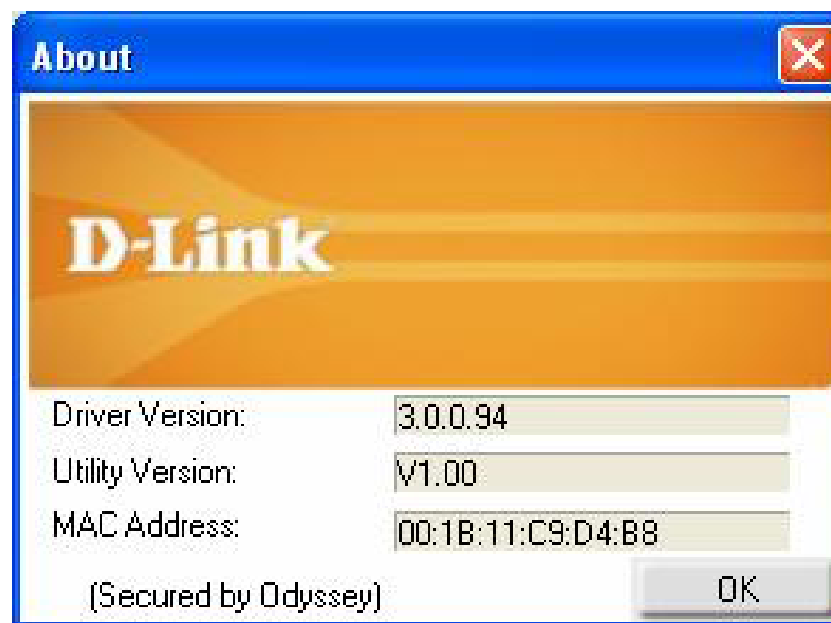 About
D-Link
Driver Version: 3.0.0.94
Utility Version: V1.00
MAC Address: 00:1B:11:C9:D4:B8
(Secured by Odyssey)
OK